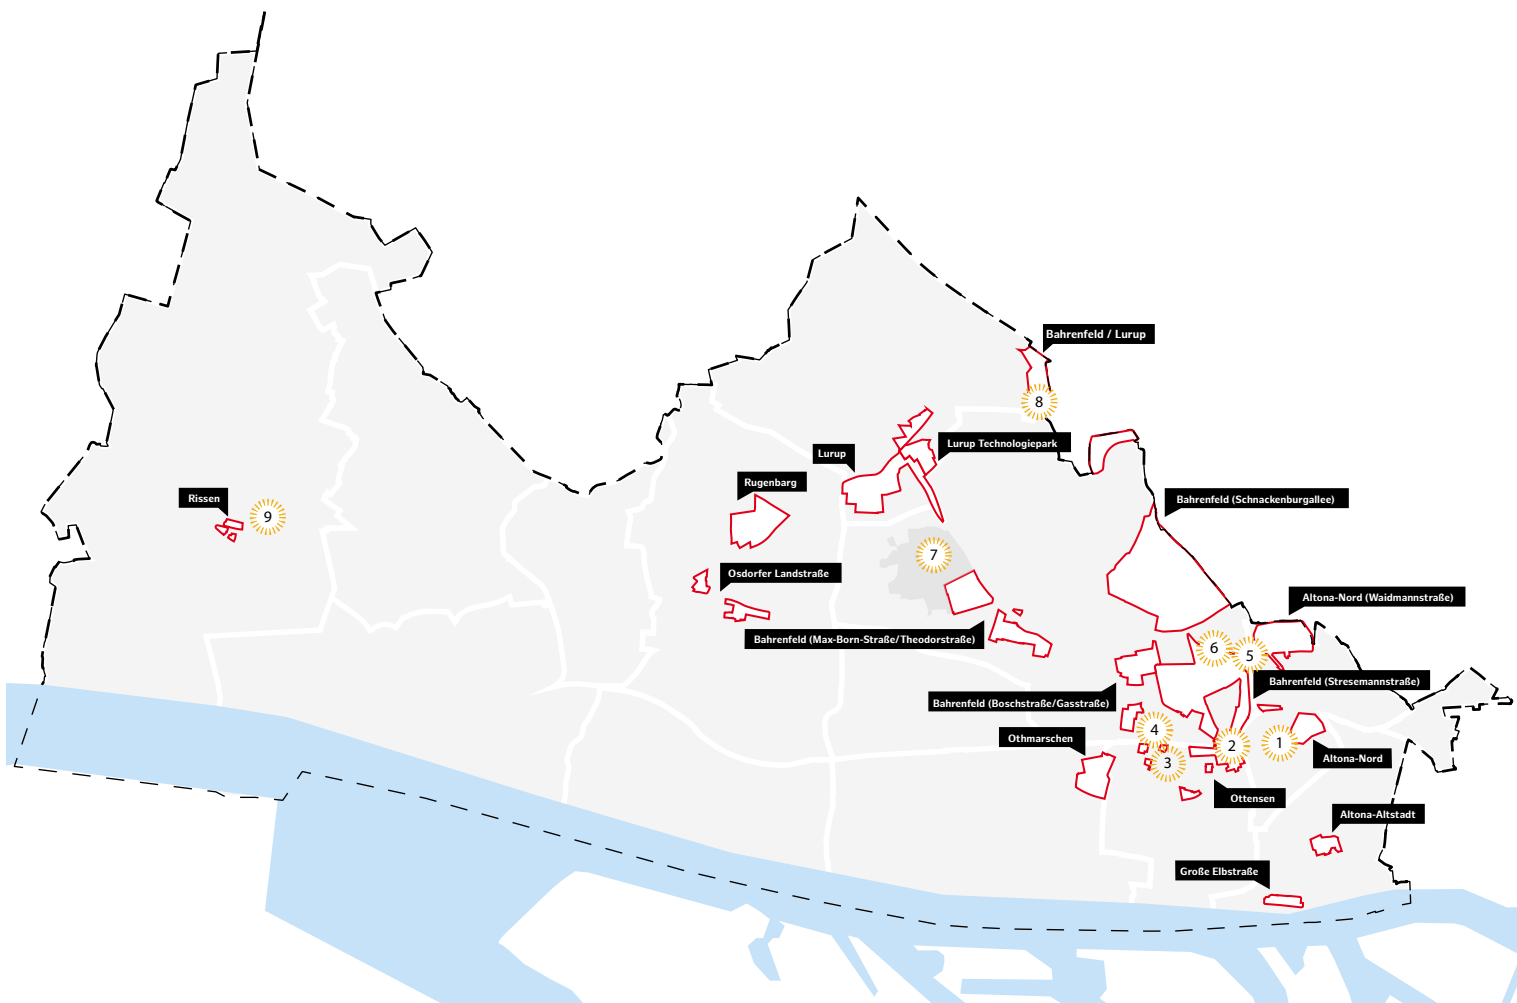 Bahrenfeld / Lurup
8
Lurup Technologiepark
Lurup
Rugenbarg
Rissen
9
Bahrenfeld (Schnackenburgallee)
7
Osdorfer Landstraße
Altona-Nord (Waidmannstraße)
Bahrenfeld (Max-Born-Straße/Theodorstraße)
6
5
Bahrenfeld (Stresemannstraße)
Bahrenfeld (Boschstraße/Gasstraße)
4
Othmarschen
2
1
Altona-Nord
3
Ottensen
Altona-Altstadt
Große Elbstraße